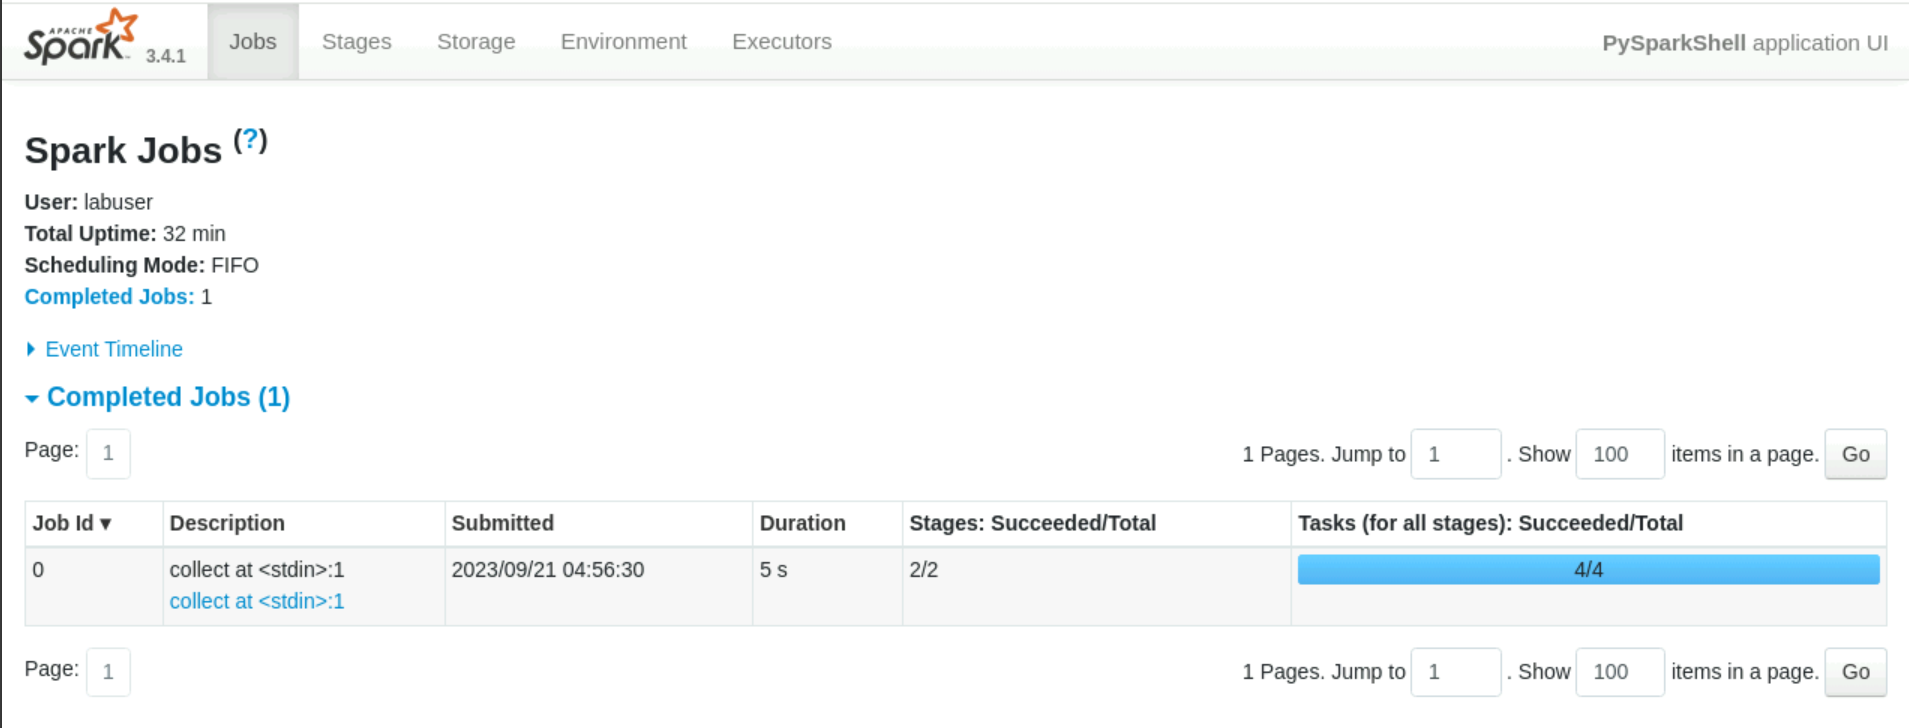 APACHE
Spark 3.4.1 Jobs Stages Storage Environment Executors PySparkShell application UI
Spark Jobs (?)
User: labuser
Total Uptime: 32 min
Scheduling Mode: FIFO
Completed Jobs: 1
Event Timeline
Completed Jobs (1)
Page: 1 1 Pages. Jump to 1 . Show 100 items in a page. Go
Job Id ▾ Description Submitted Duration Stages: Succeeded/Total Tasks (for all stages): Succeeded/Total
0 collect at <stdin>:1 2023/09/21 04:56:30 5 s 2/2 4/4
collect at <stdin>:1
Page: 1 1 Pages. Jump to 1 . Show 100 items in a page. Go